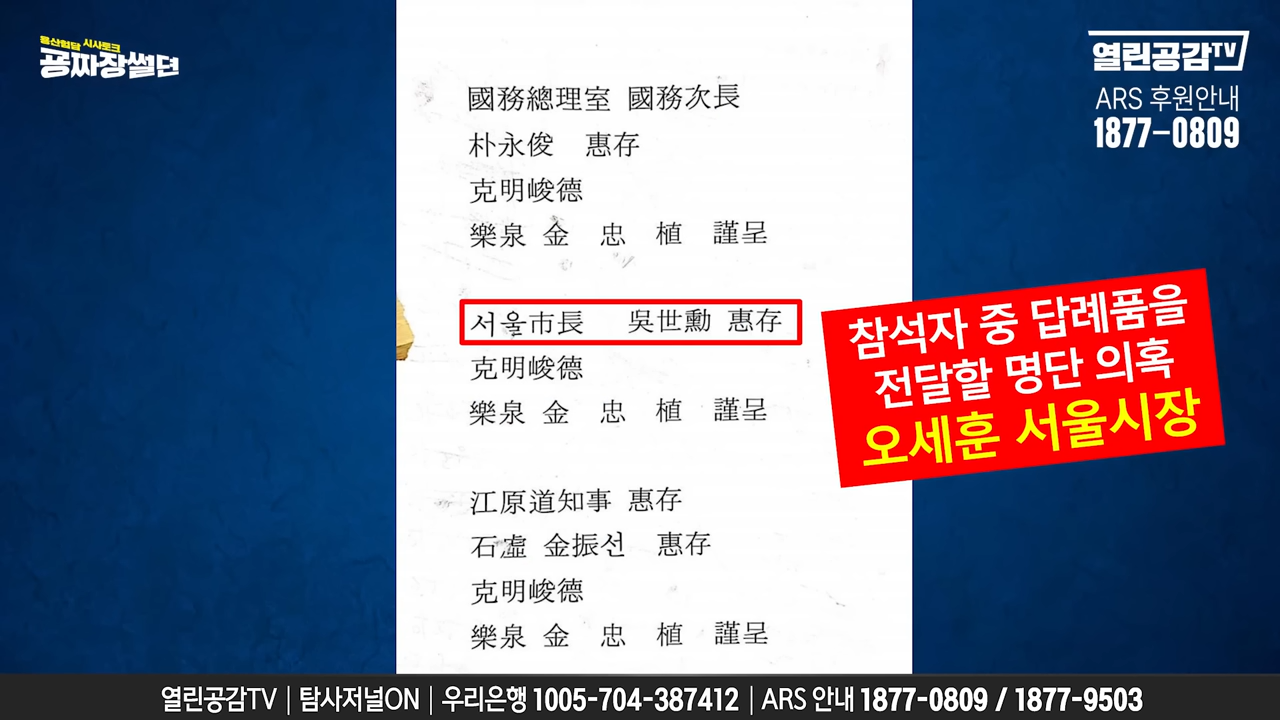 용산협담 시사토크
공짜장썰뎐
열린공감TV
ARS 후원안내
1877-0809
國務總理室 國務次長
朴永俊 惠存
克明峻德
樂泉 金 忠 植 謹呈
서울市長 吳世勳 惠存
克明峻德
樂泉 金 忠 植 謹呈
참석자 중 답례품을
전달할 명단 의혹
오세훈 서울시장
江原道知事 惠存
石虛 金振선 惠存
克明峻德
樂泉 金 忠 植 謹呈
열린공감TV | 탐사저널ON | 우리은행 1005-704-387412 | ARS 안내 1877-0809 / 1877-9503